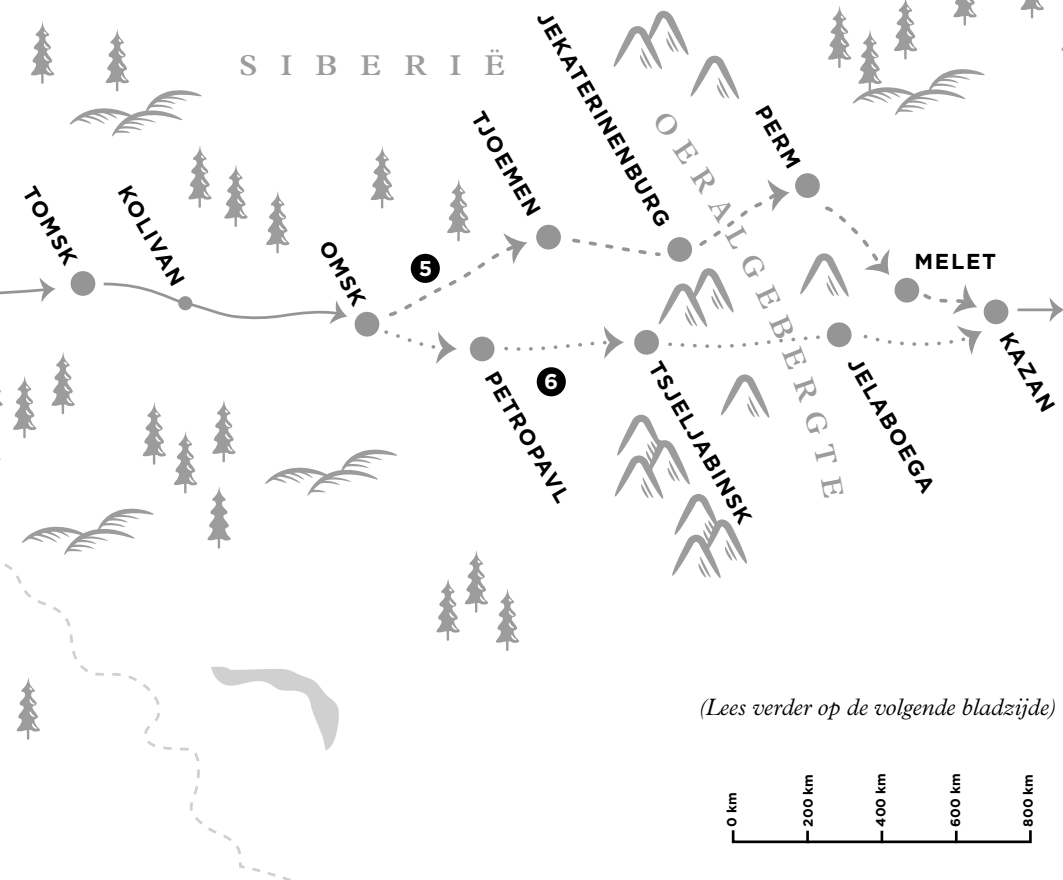 SIBERIË
TOMSK
KOLIVAN
OMSK
5
TJOEMEN
JEKATERINENBURG
OERALGEBERGTE
PERM
MELET
KAZAN
6
PETROPAVL
TSJELJABINSK
JELABOEGA
(Lees verder op de volgende bladzijde)
0 km
200 km
400 km
600 km
800 km